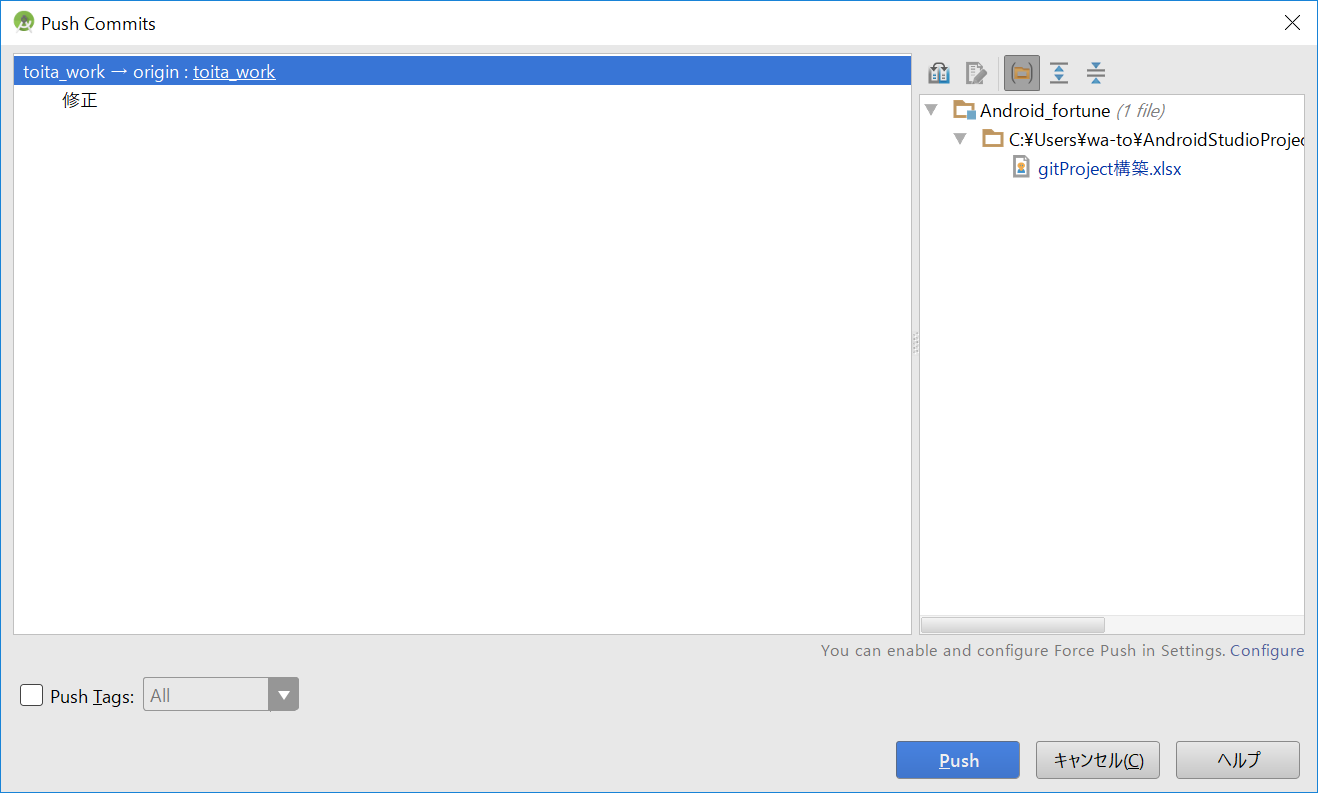 Push Commits
toita_work → origin : toita_work
修正
Android_fortune (1 file)
C:¥Users¥wa-to¥AndroidStudioProjec
gitProject構築.xlsx
You can enable and configure Force Push in Settings. Configure
Push Tags: All
Push キャンセル(C) ヘルプ